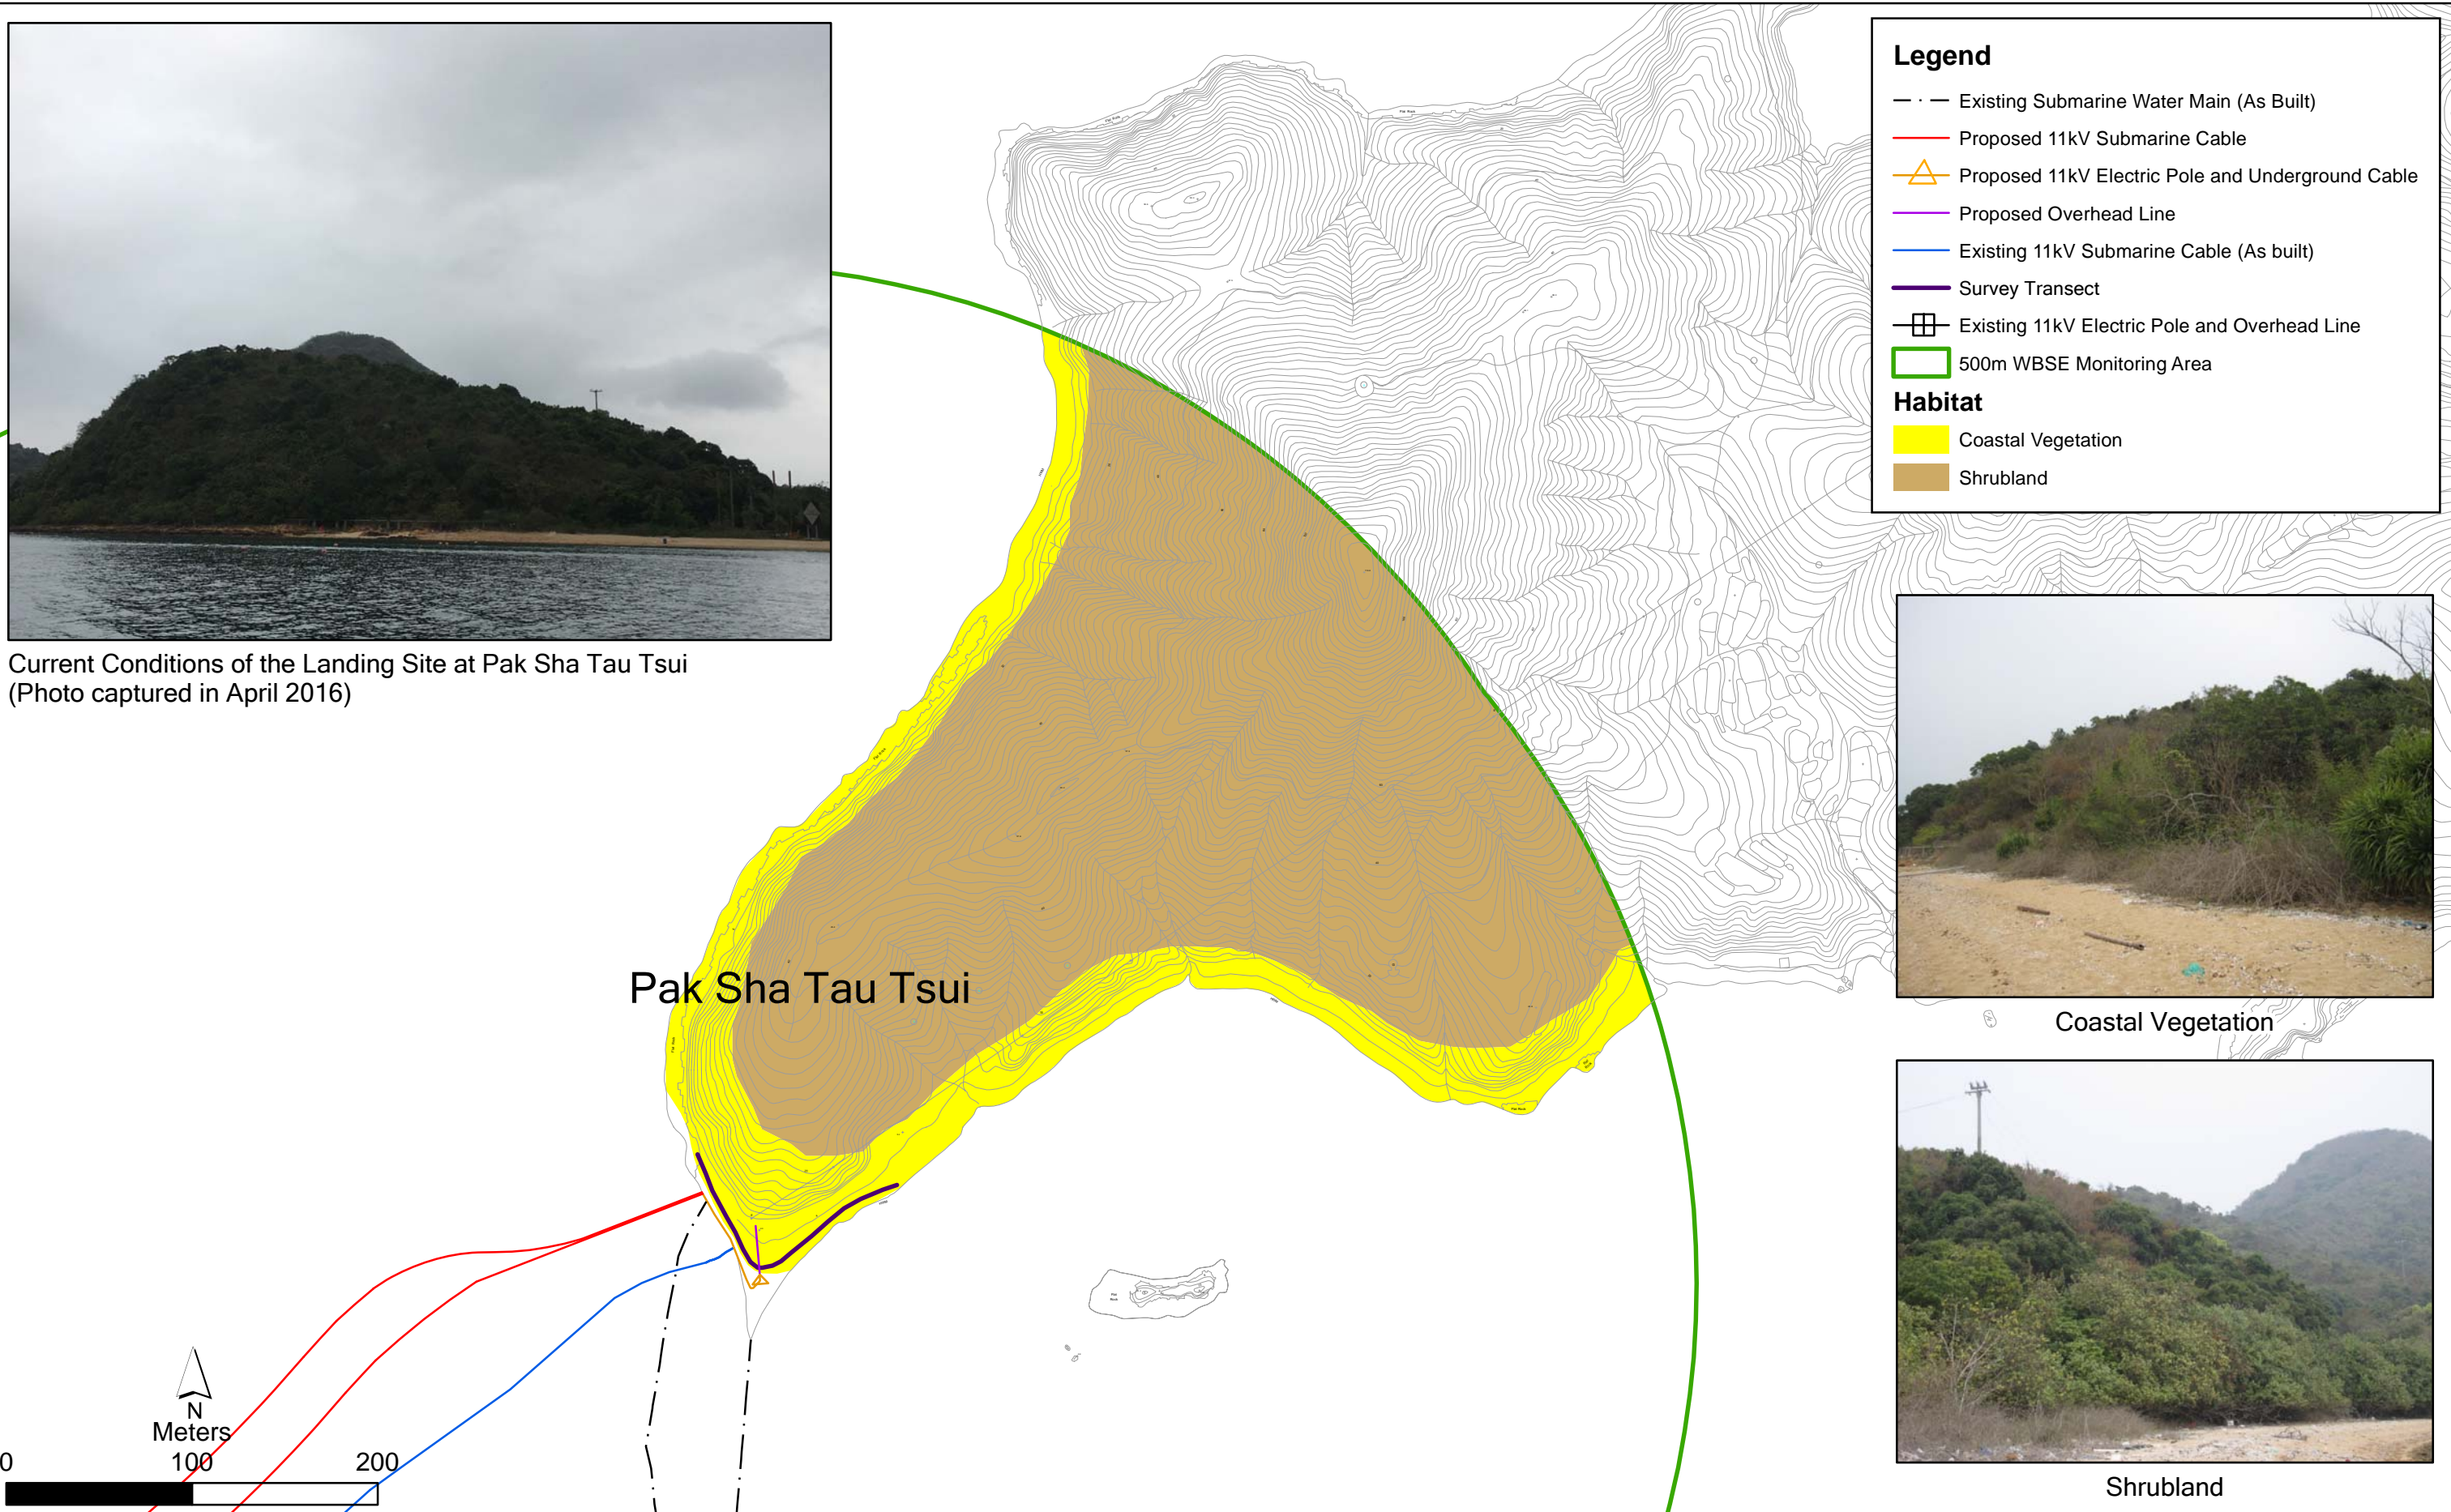 Legend
Existing Submarine Water Main (As Built)
Proposed 11kV Submarine Cable
Proposed 11kV Electric Pole and Underground Cable
Proposed Overhead Line
Existing 11kV Submarine Cable (As built)
Survey Transect
Existing 11kV Electric Pole and Overhead Line
500m WBSE Monitoring Area
Habitat
Coastal Vegetation
Shrubland
Current Conditions of the Landing Site at Pak Sha Tau Tsui
(Photo captured in April 2016)
Pak Sha Tau Tsui
Coastal Vegetation
Shrubland
N
Meters
0 100 200